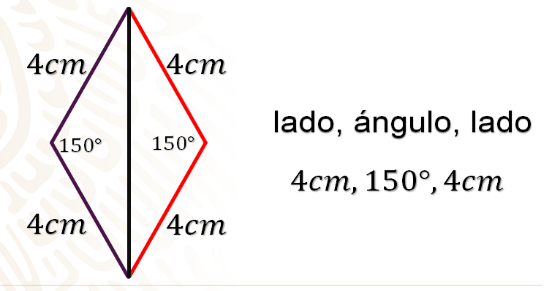 4cm 4cm
lado, ángulo, lado
150° 150°
4cm, 150°, 4cm
4cm 4cm